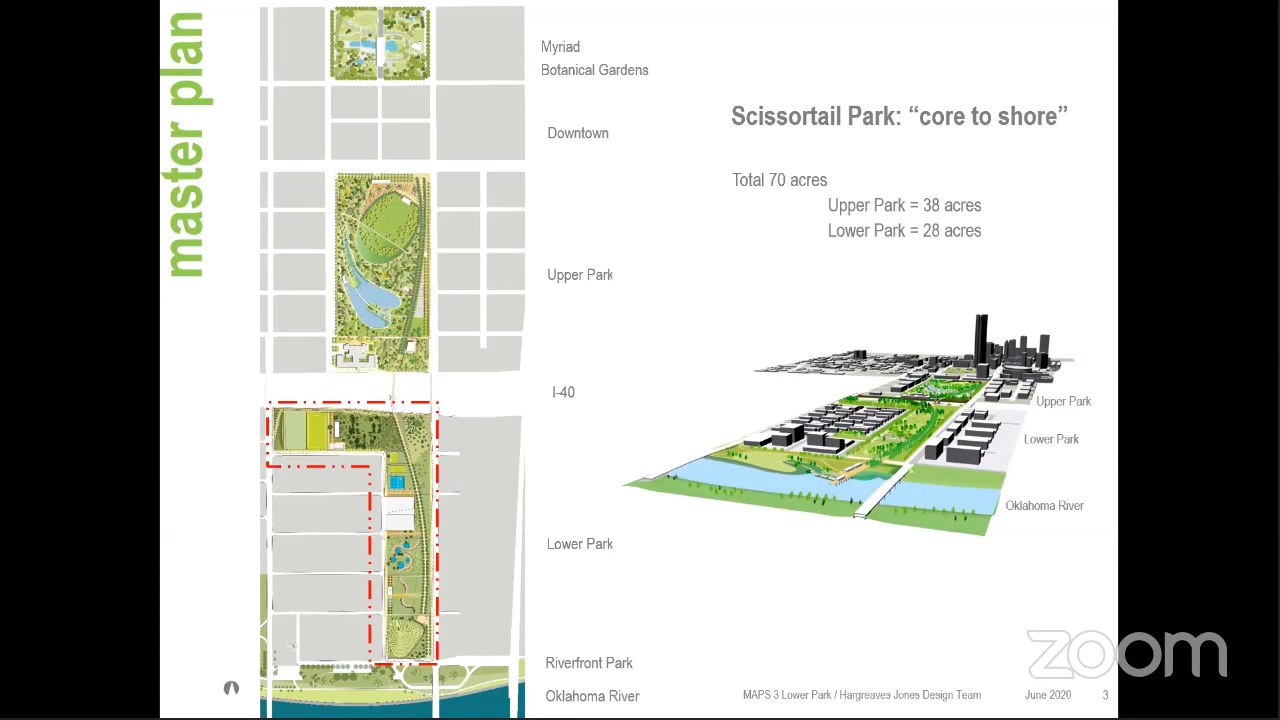 master plan
Myriad
Botanical Gardens
Downtown
Upper Park
I-40
Lower Park
Riverfront Park
Oklahoma River
Scissortail Park: “core to shore”
Total 70 acres
Upper Park = 38 acres
Lower Park = 28 acres
Upper Park
Lower Park
Oklahoma River
zoom
MAPS 3 Lower Park / Hargreaves Jones Design Team June 2020 3